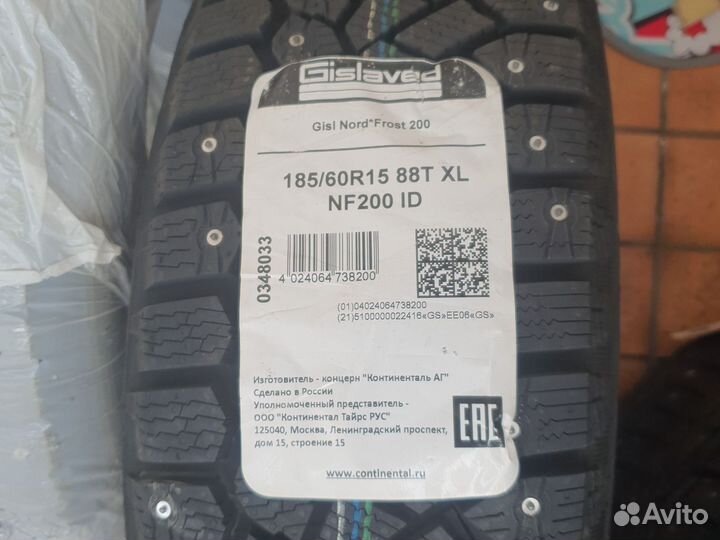 Gislaved
Gisl Nord*Frost 200
185/60R15 88T XL
NF200 ID
0348033
4 024064 738200
(01)04024064738200
(21)5100000022416«GS»EE06«GS»
Изготовитель - концерн "Континенталь АГ"
Сделано в России
Уполномоченный представитель -
ООО "Континентал Тайрс РУС"
125040, Москва, Ленинградский проспект,
дом 15, строение 15
EAC
www.continental.ru
Avito